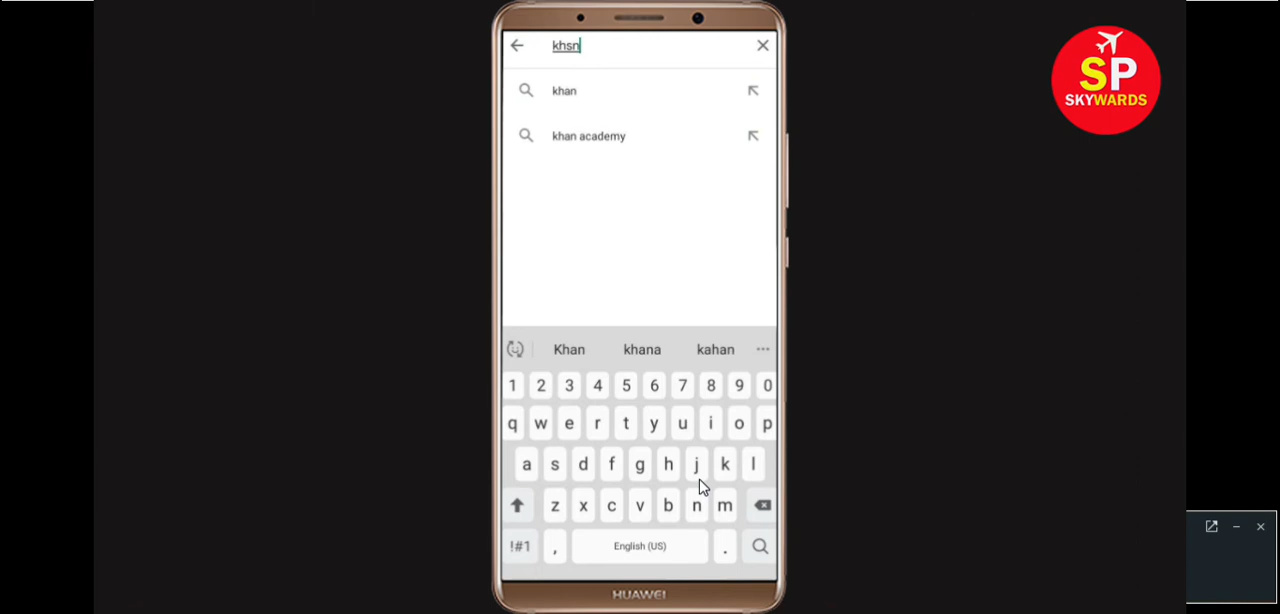 khsn
SP
SKYWARDS
khan
khan academy
Khan khana kahan
1 2 3 4 5 6 7 8 9 0
q w e r t y u i o p
a s d f g h j k l
z x c v b n m
!#1 , English (US) .
HUAWEI